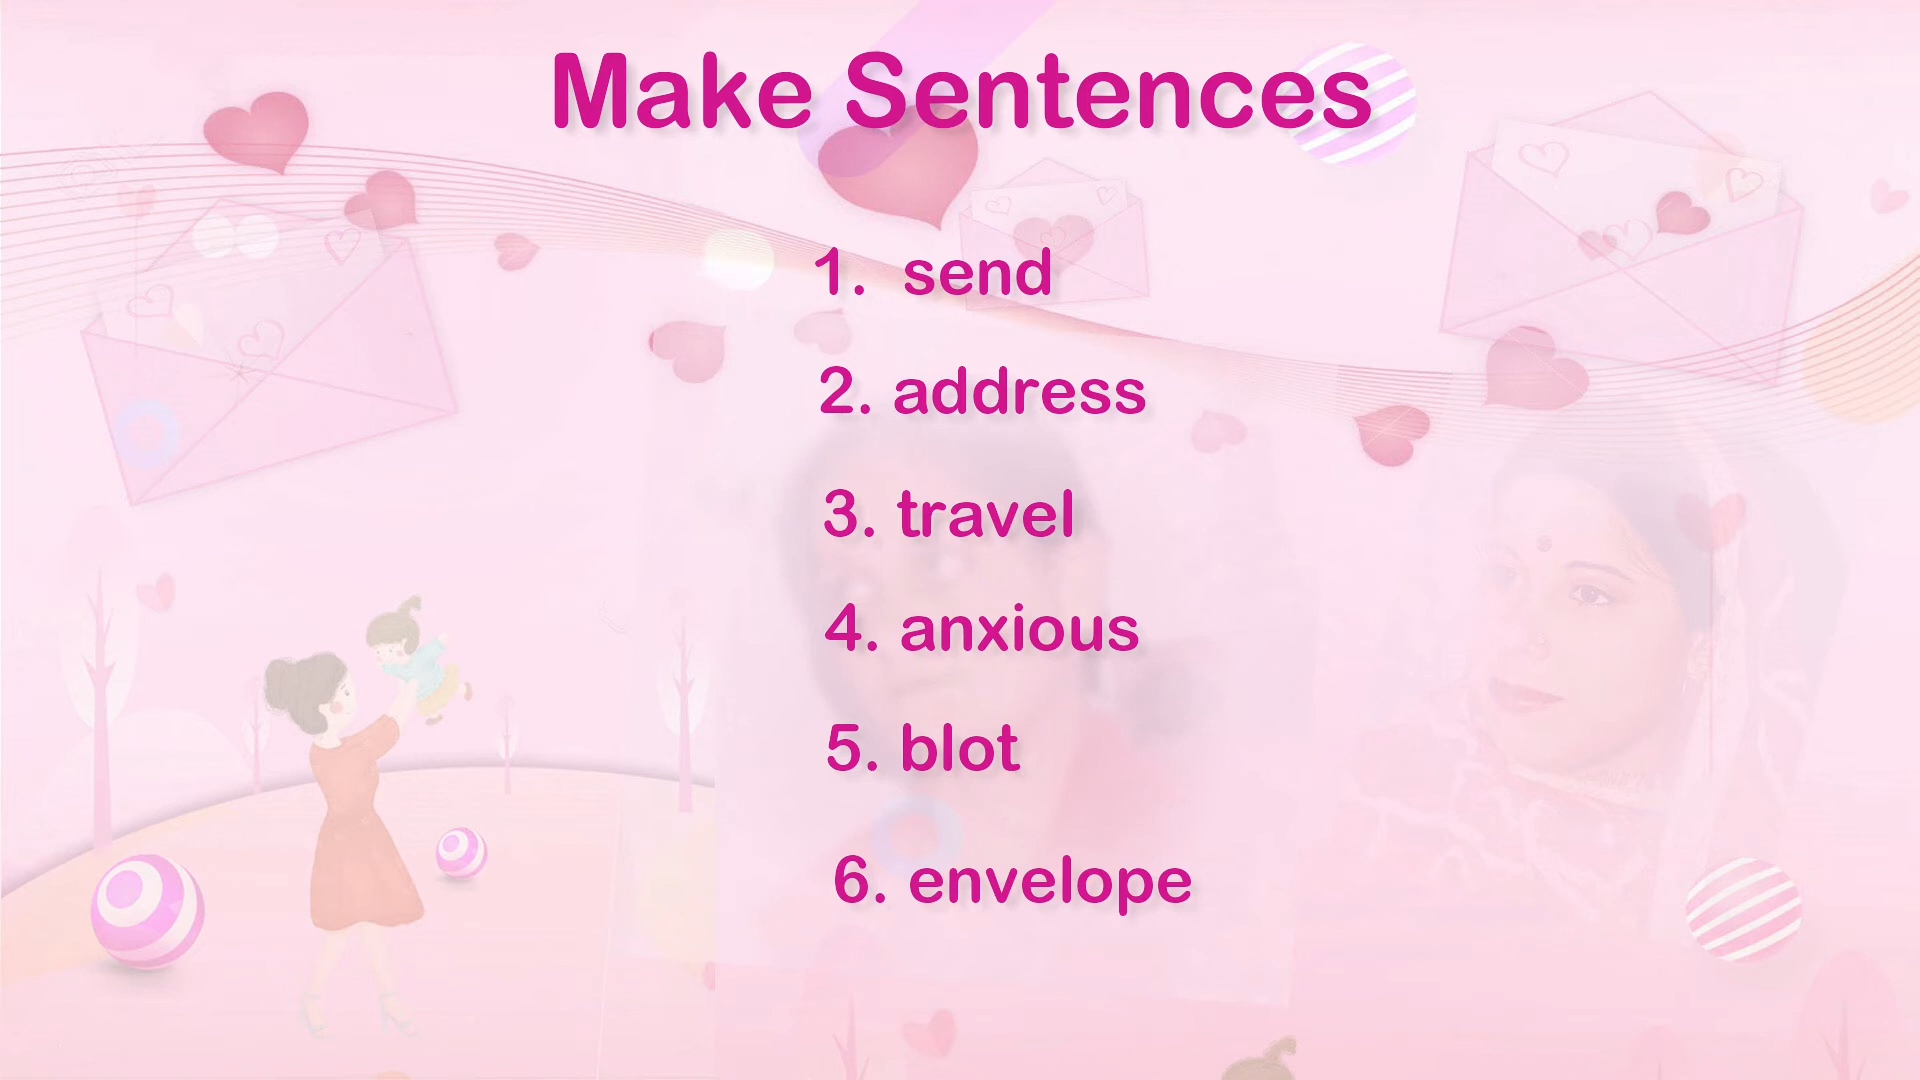 Make Sentences
1. send
2. address
3. travel
4. anxious
5. blot
6. envelope